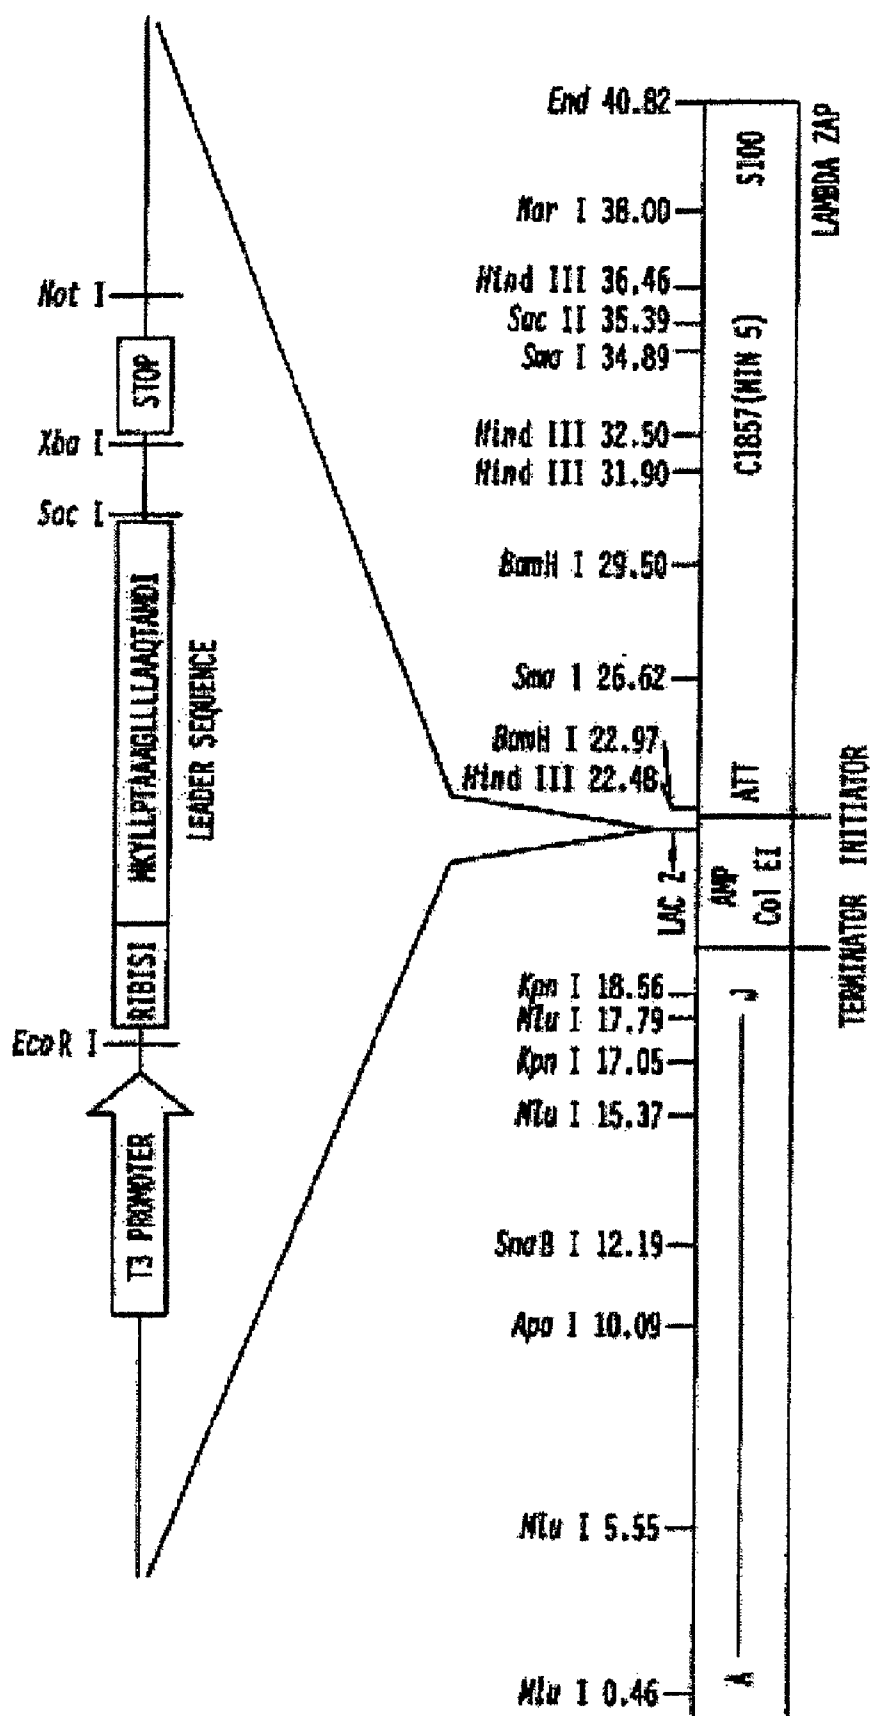 Not I
STOP
Xba I
Sac I
MKYLLPTAAAGLLLLAAQTAMDI
LEADER SEQUENCE
RIBISI
EcoR I
T3 PROMOTER
End 40.82
Nar I 38.00
Hind III 36.46
Sac II 35.39
Sma I 34.89
Hind III 32.50
Hind III 31.90
BamH I 29.50
Sma 1 26.62
BamH I 22.97
Hind III 22.48
LAC Z
Kpn I 18.56
Mlu I 17.79
Kpn I 17.05
Mlu I 15.37
SnaB I 12.19
Apa I 10.09
Mlu I 5.55
Mlu I 0.46
S100
C1857(NIN 5)
ATT
AMP
Col EI
J
A
LAMBDA ZAP
INITIATOR
TERMINATOR